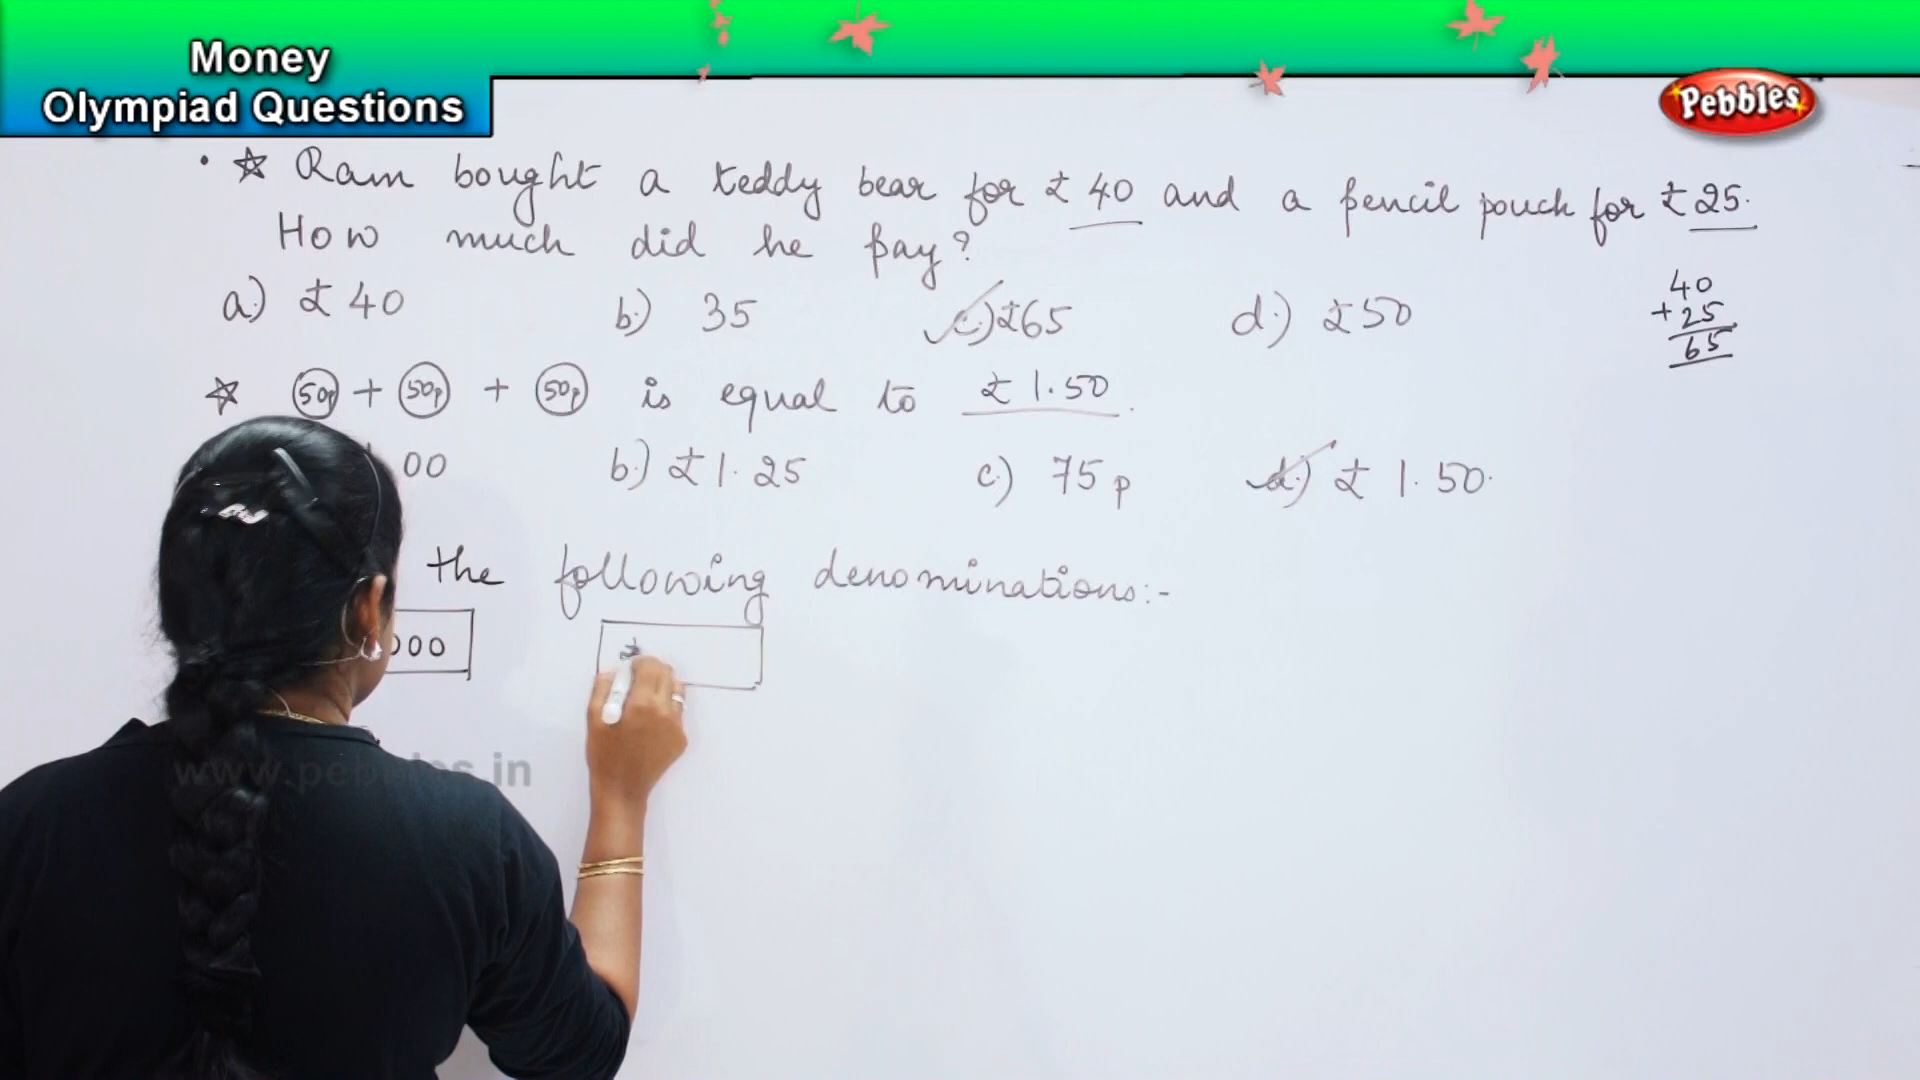 Money
Olympiad Questions
Pebbles
☆ Ram bought a teddy bear for ₹ 40 and a pencil pouch for ₹ 25.
How much did he pay?
a.) ₹ 40 b.) 35 c.) ₹65 d.) ₹50
40
+ 25
65
☆ 50p + 50p + 50p is equal to ₹ 1.50.
00 b.) ₹ 1.25 c.) 75 p d.) ₹ 1.50.
the following denominations:-
000 ₹
www.pebbles.in